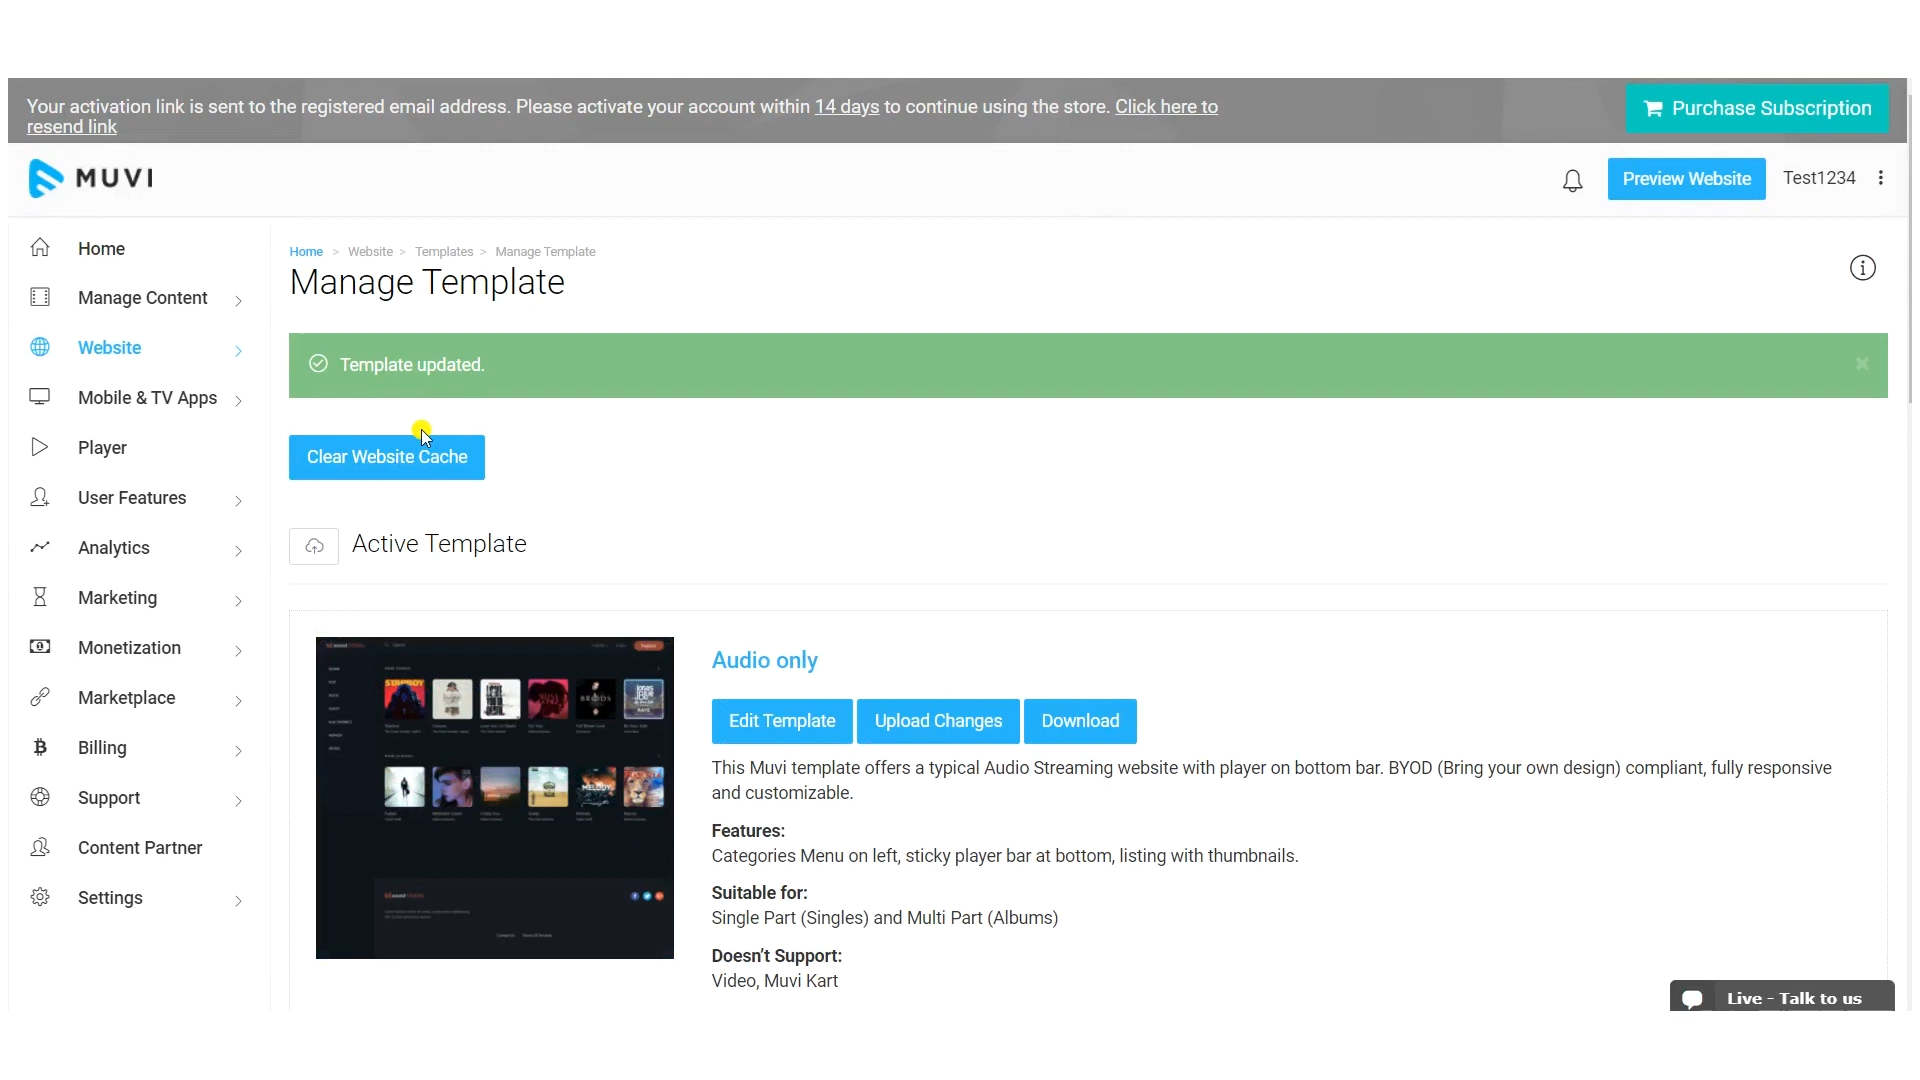 Your activation link is sent to the registered email address. Please activate your account within 14 days to continue using the store. Click here to
resend link
Purchase Subscription
MUVI
Preview Website
Test1234
Home
Manage Content
Website
Mobile & TV Apps
Player
User Features
Analytics
Marketing
Monetization
Marketplace
Billing
Support
Content Partner
Settings
Home > Website > Templates > Manage Template
Manage Template
Template updated.
Clear Website Cache
Active Template
Audio only
Edit Template
Upload Changes
Download
This Muvi template offers a typical Audio Streaming website with player on bottom bar. BYOD (Bring your own design) compliant, fully responsive
and customizable.
Features:
Categories Menu on left, sticky player bar at bottom, listing with thumbnails.
Suitable for:
Single Part (Singles) and Multi Part (Albums)
Doesn't Support:
Video, Muvi Kart
Live - Talk to us